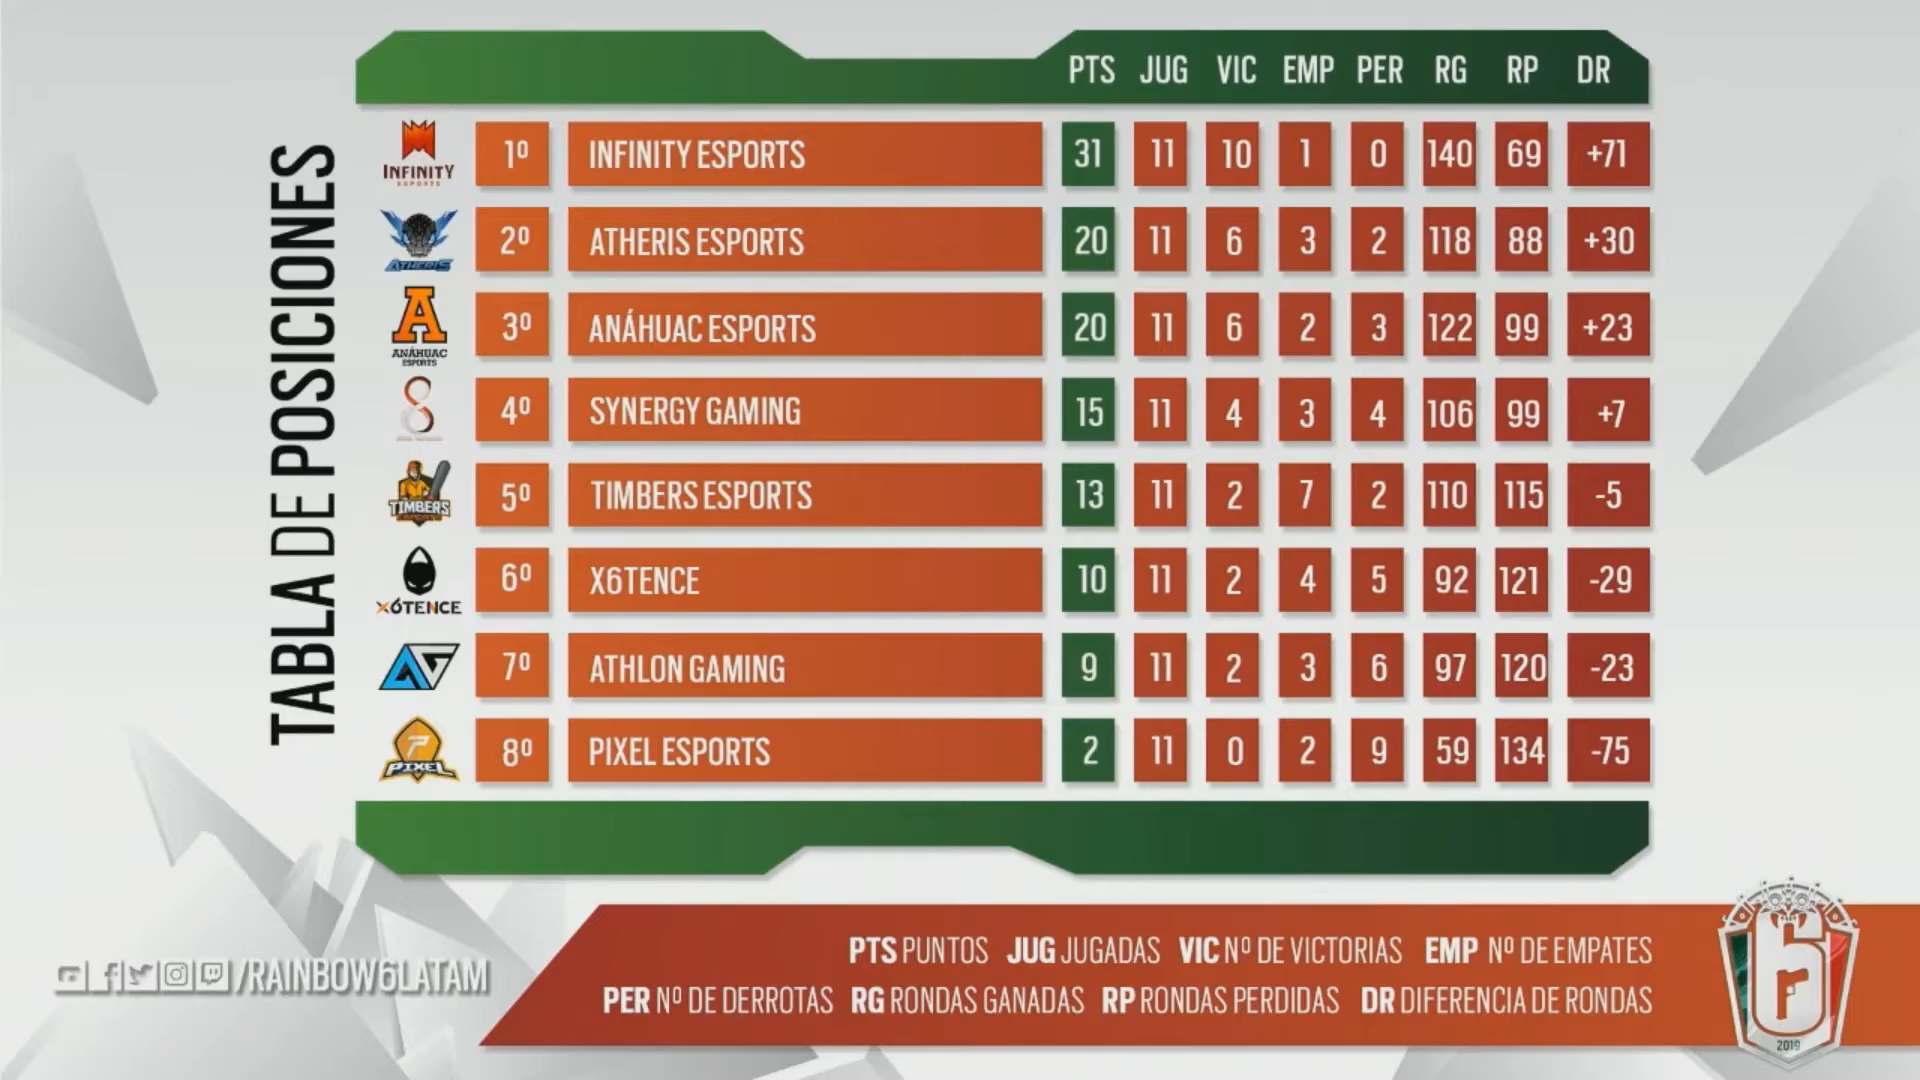 TABLA DE POSICIONES
PTS JUG VIC EMP PER RG RP DR
INFINITY ESPORTS 1º INFINITY ESPORTS 31 11 10 1 0 140 69 +71
ATHERIS 2º ATHERIS ESPORTS 20 11 6 3 2 118 88 +30
ANÁHUAC ESPORTS 3º ANÁHUAC ESPORTS 20 11 6 2 3 122 99 +23
4º SYNERGY GAMING 15 11 4 3 4 106 99 +7
TIMBERS 5º TIMBERS ESPORTS 13 11 2 7 2 110 115 -5
X6TENCE 6º X6TENCE 10 11 2 4 5 92 121 -29
AG 7º ATHLON GAMING 9 11 2 3 6 97 120 -23
P PIXEL 8º PIXEL ESPORTS 2 11 0 2 9 59 134 -75
PTS PUNTOS JUG JUGADAS VIC Nº DE VICTORIAS EMP Nº DE EMPATES
PER Nº DE DERROTAS RG RONDAS GANADAS RP RONDAS PERDIDAS DR DIFERENCIA DE RONDAS
/RAINBOW6LATAM
6
2019